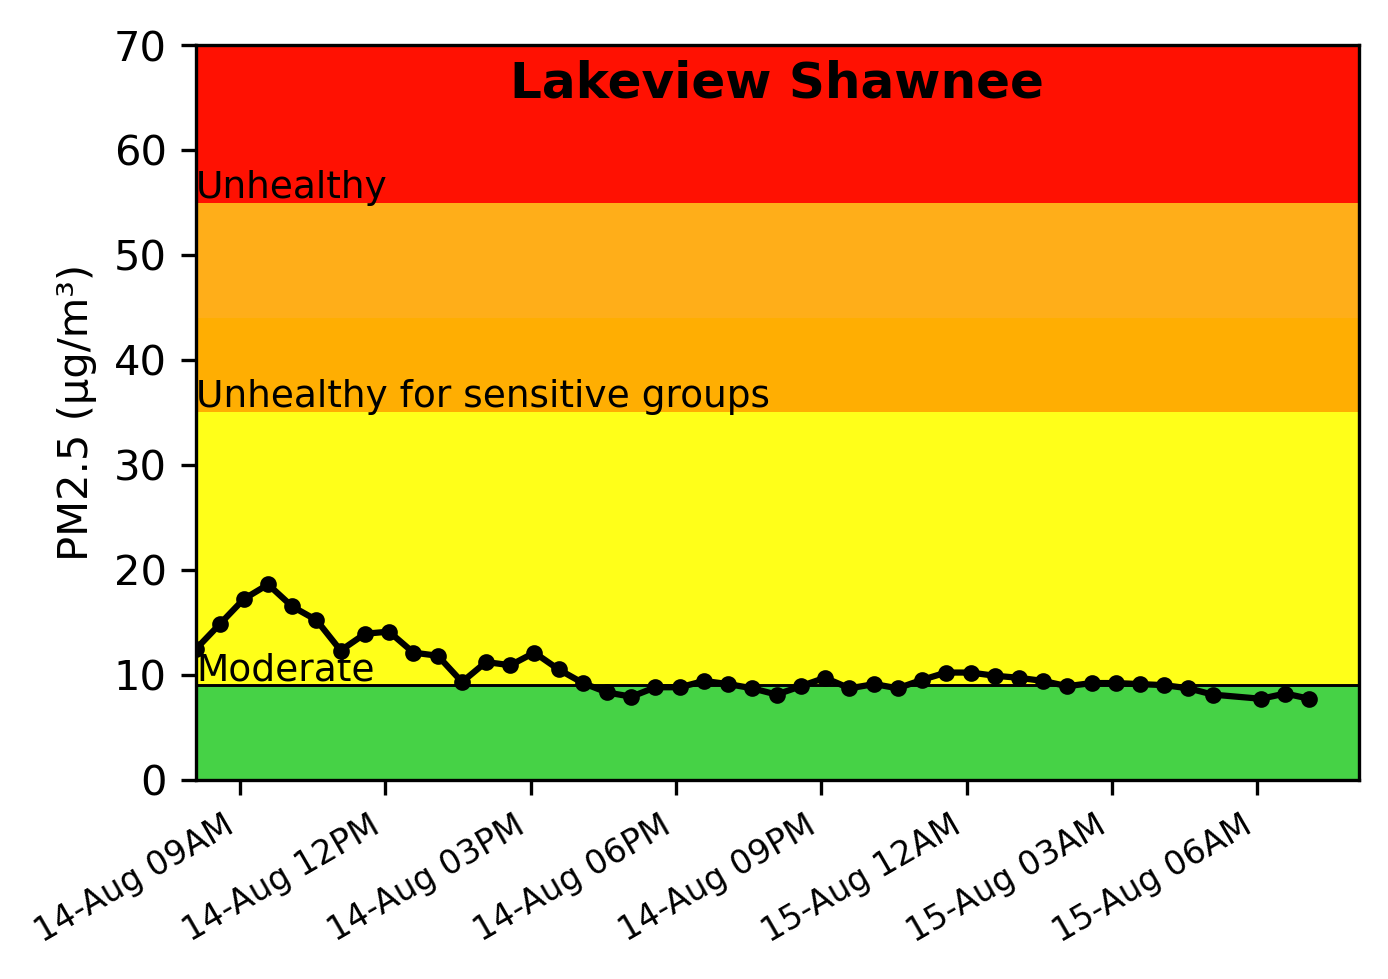 Lakeview Shawnee
PM2.5 (µg/m³)
70
60
50
40
30
20
10
0
Unhealthy
Unhealthy for sensitive groups
Moderate
14-Aug 09AM
14-Aug 12PM
14-Aug 03PM
14-Aug 06PM
14-Aug 09PM
15-Aug 12AM
15-Aug 03AM
15-Aug 06AM